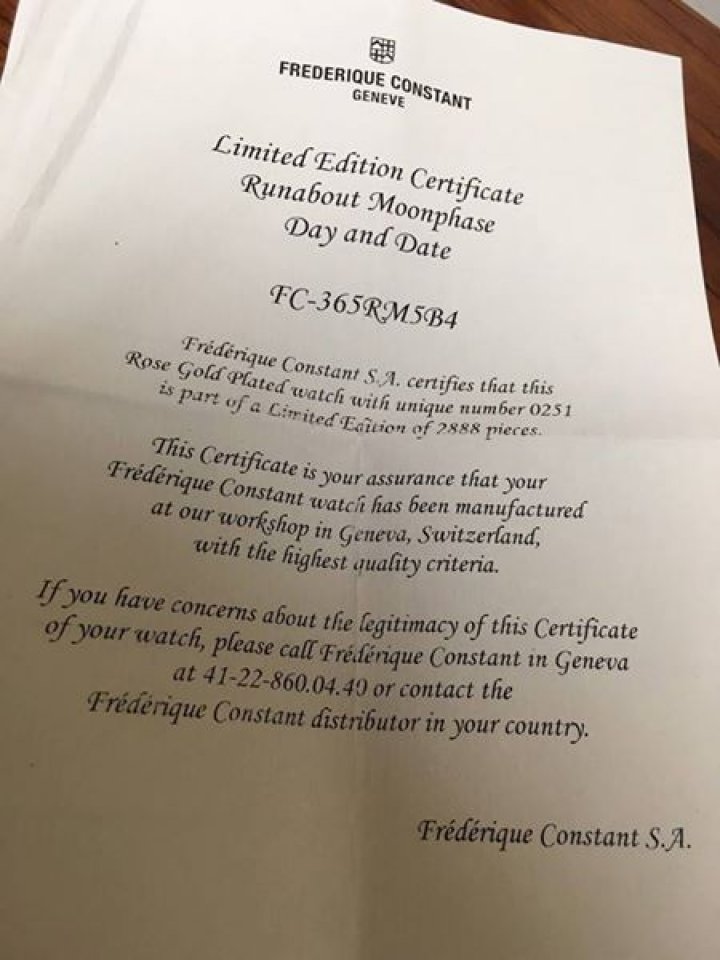 FREDERIQUE CONSTANT
GENEVE
Limited Edition Certificate
Runabout Moonphase
Day and Date
FC-365RM5B4
Frédérique Constant S.A. certifies that this
Rose Gold Plated watch with unique number 0251
is part of a Limited Edition of 2888 pieces.
This Certificate is your assurance that your
Frédérique Constant watch has been manufactured
at our workshop in Geneva, Switzerland,
with the highest quality criteria.
If you have concerns about the legitimacy of this Certificate
of your watch, please call Frédérique Constant in Geneva
at 41-22-860.04.40 or contact the
Frédérique Constant distributor in your country.
Frédérique Constant S.A.